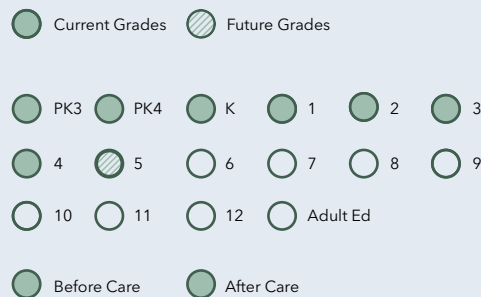 Current Grades Future Grades
PK3 PK4 K 1 2 3
4 5 6 7 8 9
10 11 12 Adult Ed
Before Care After Care